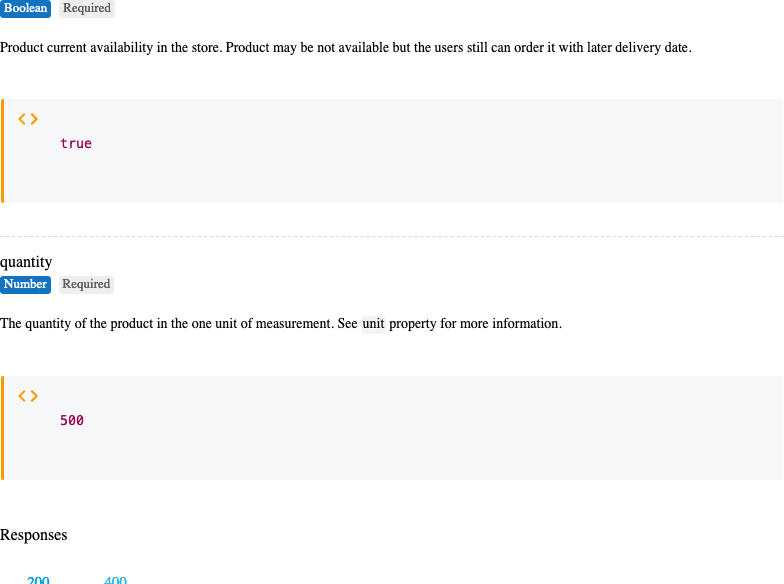 Boolean Required
Product current availability in the store. Product may be not available but the users still can order it with later delivery date.
true
quantity
Number Required
The quantity of the product in the one unit of measurement. See unit property for more information.
500
Responses
200 400